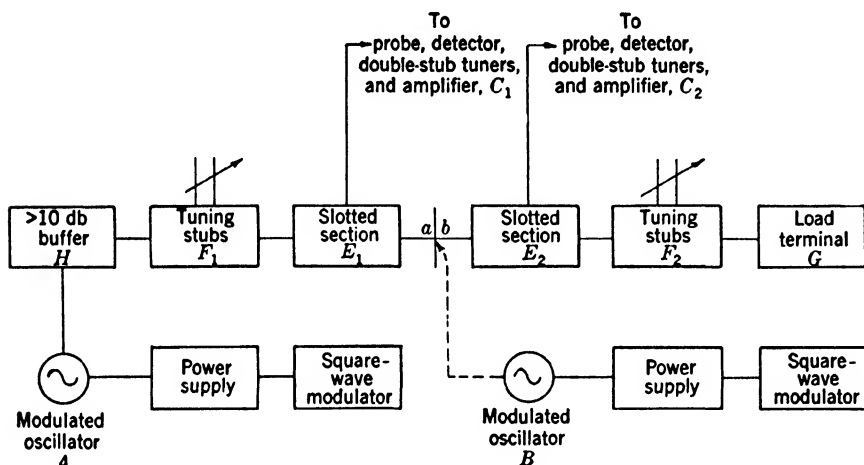 To
probe, detector,
double-stub tuners,
and amplifier, C1
To
probe, detector,
double-stub tuners,
and amplifier, C2
>10 db
buffer
H
Tuning
stubs
F1
Slotted
section
E1
a b
Slotted
section
E2
Tuning
stubs
F2
Load
terminal
G
Power
supply
Square-
wave
modulator
Power
supply
Square-
wave
modulator
Modulated
oscillator
A
Modulated
oscillator
B